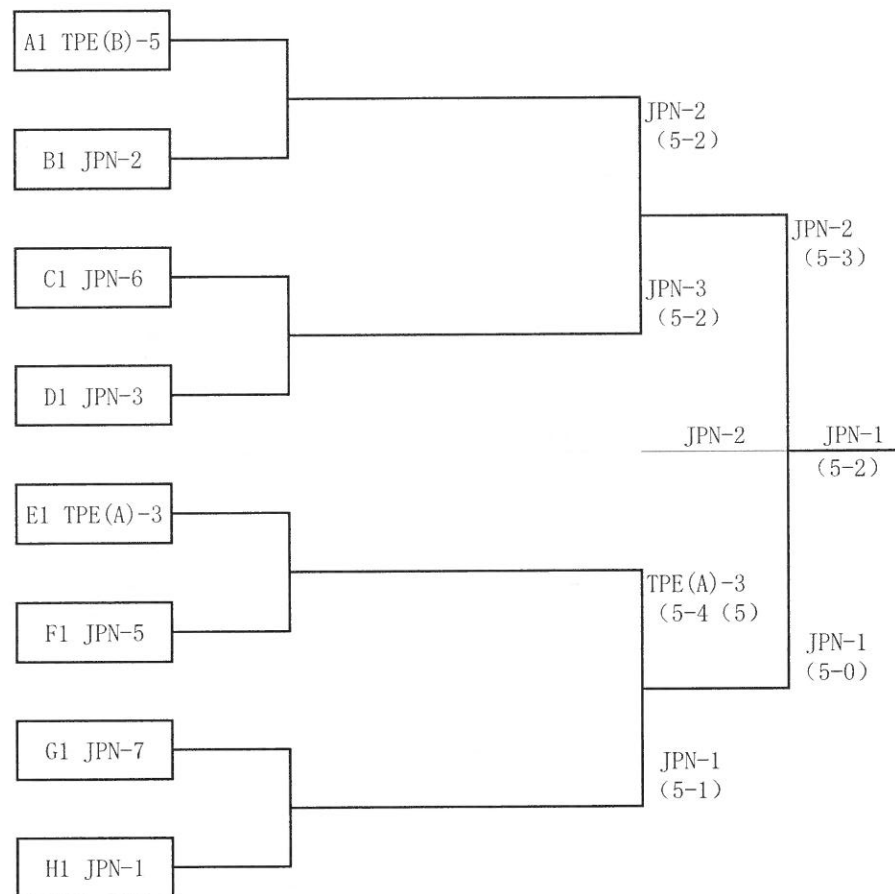 A1 TPE(B)-5
JPN-2
(5-2)
B1 JPN-2
JPN-2
(5-3)
C1 JPN-6
JPN-3
(5-2)
D1 JPN-3
JPN-2
JPN-1
(5-2)
E1 TPE(A)-3
TPE(A)-3
(5-4 (5)
F1 JPN-5
JPN-1
(5-0)
G1 JPN-7
JPN-1
(5-1)
H1 JPN-1